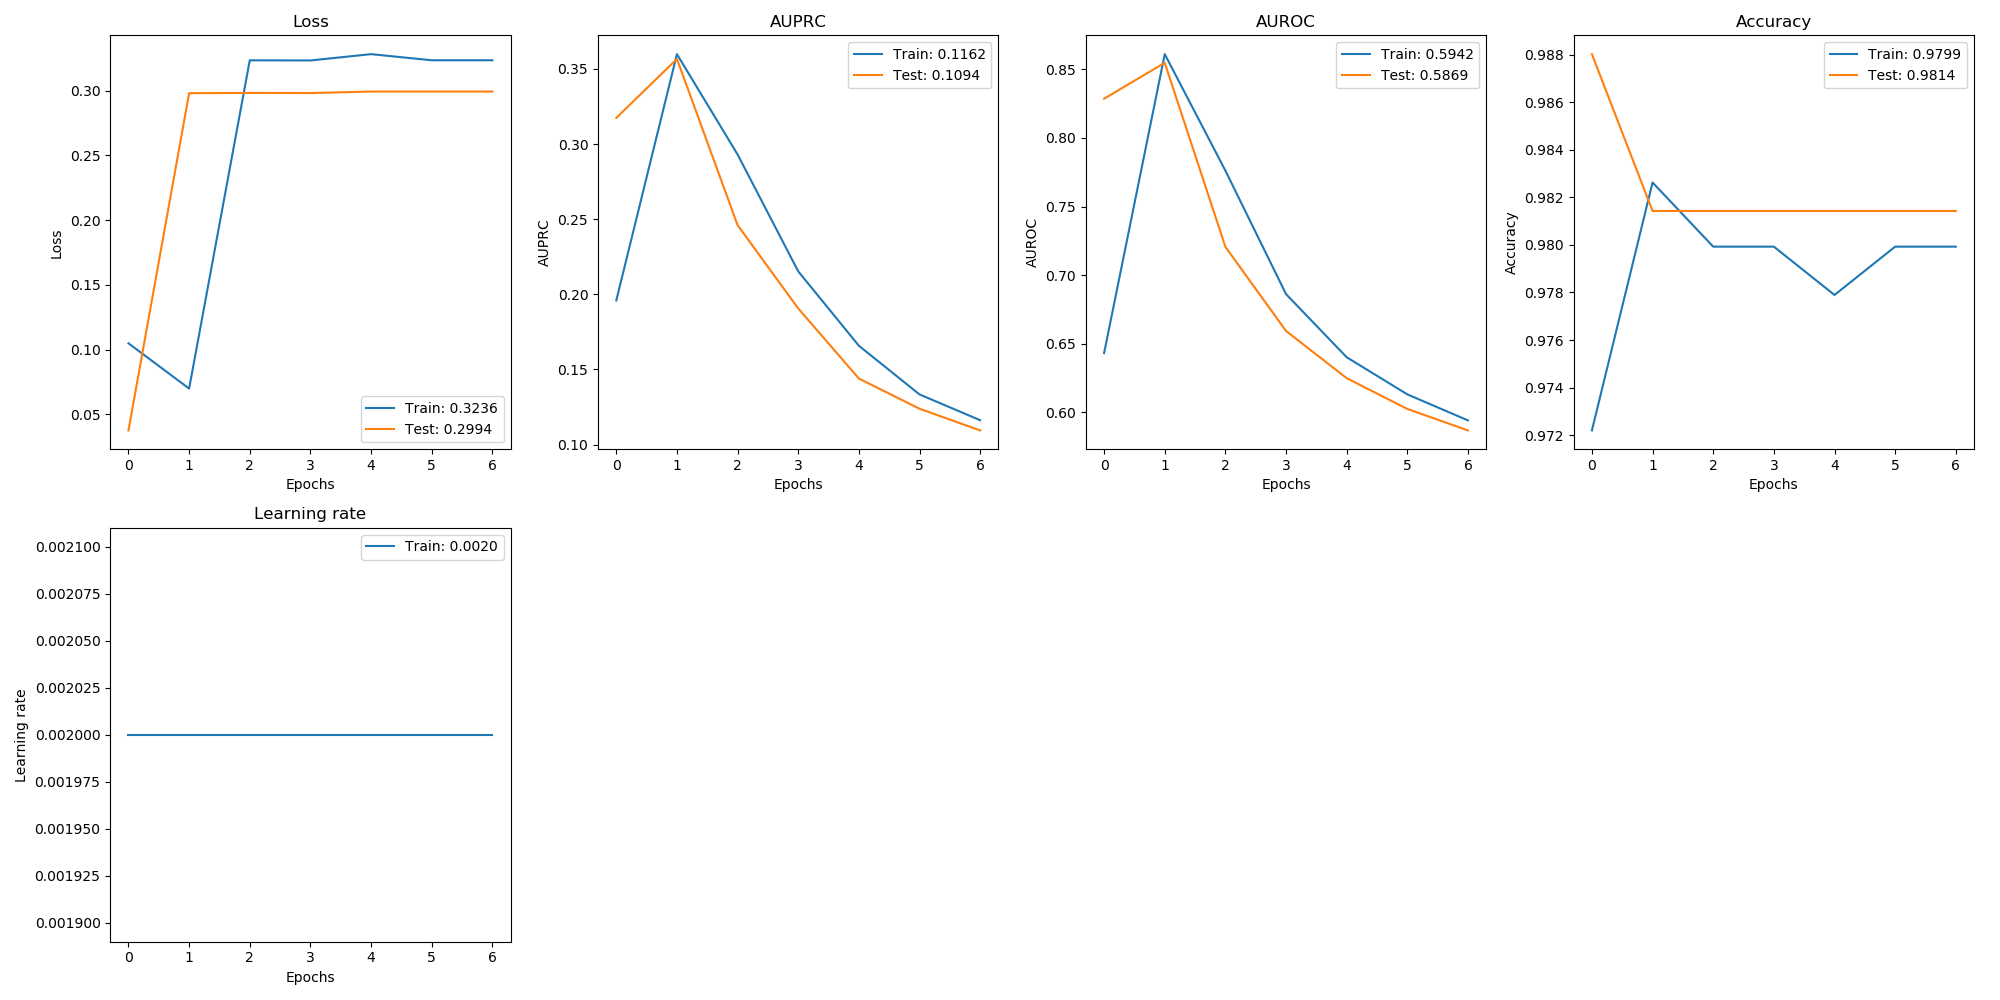 Loss
Loss
0.30
0.25
0.20
0.15
0.10
0.05
0 1 2 3 4 5 6
Epochs
Train: 0.3236
Test: 0.2994
AUPRC
AUPRC
0.35
0.30
0.25
0.20
0.15
0.10
0 1 2 3 4 5 6
Epochs
Train: 0.1162
Test: 0.1094
AUROC
AUROC
0.85
0.80
0.75
0.70
0.65
0.60
0 1 2 3 4 5 6
Epochs
Train: 0.5942
Test: 0.5869
Accuracy
Accuracy
0.988
0.986
0.984
0.982
0.980
0.978
0.976
0.974
0.972
0 1 2 3 4 5 6
Epochs
Train: 0.9799
Test: 0.9814
Learning rate
Learning rate
0.002100
0.002075
0.002050
0.002025
0.002000
0.001975
0.001950
0.001925
0.001900
0 1 2 3 4 5 6
Epochs
Train: 0.0020